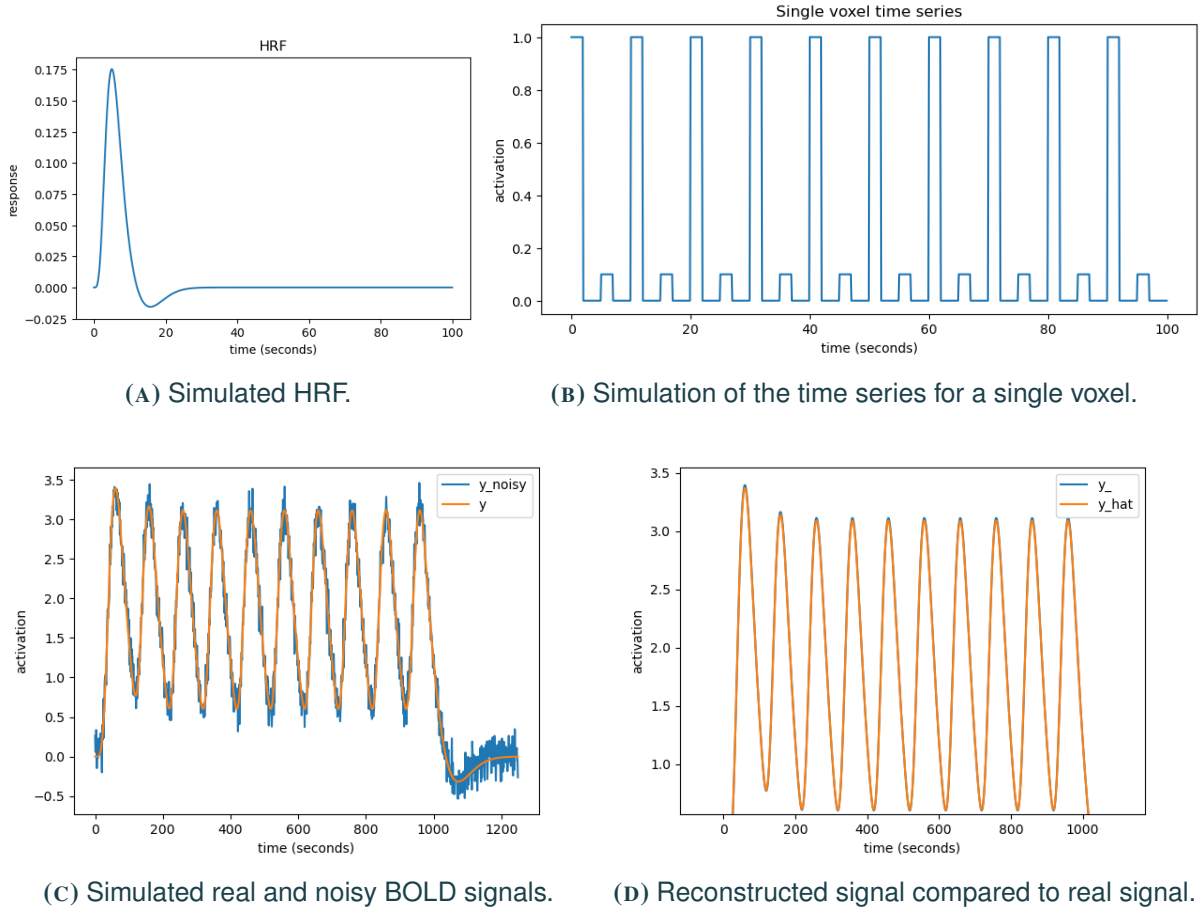 HRF
0.175
0.150
0.125
0.100
0.075
0.050
0.025
0.000
−0.025
response
0 20 40 60 80 100
time (seconds)
(A) Simulated HRF.
Single voxel time series
1.0
0.8
0.6
0.4
0.2
0.0
activation
0 20 40 60 80 100
time (seconds)
(B) Simulation of the time series for a single voxel.
3.5
3.0
2.5
2.0
1.5
1.0
0.5
0.0
−0.5
activation
y_noisy
y
0 200 400 600 800 1000 1200
time (seconds)
(C) Simulated real and noisy BOLD signals.
3.5
3.0
2.5
2.0
1.5
1.0
activation
y_
y_hat
0 200 400 600 800 1000
time (seconds)
(D) Reconstructed signal compared to real signal.